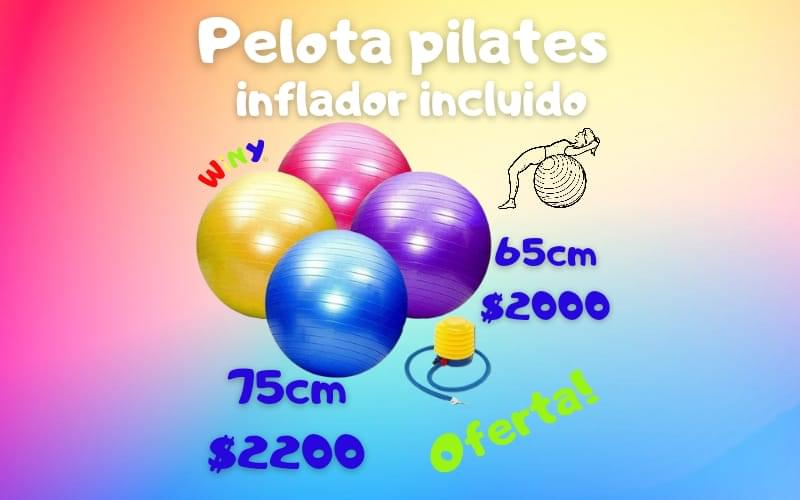 Pelota pilates
inflador incluido
WINY
65cm
$2000
75cm
$2200
Oferta!